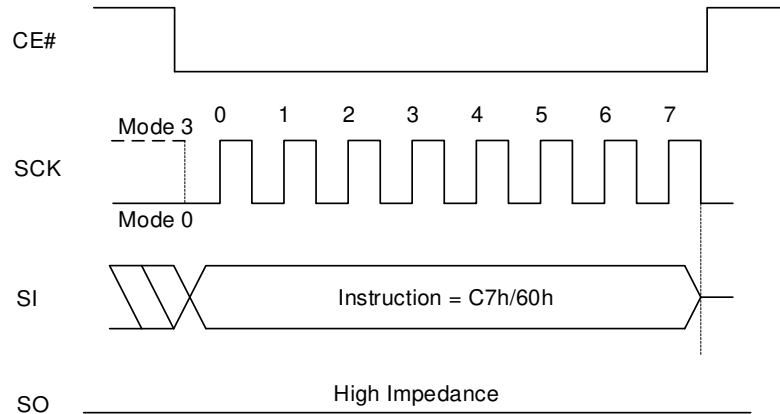 CE#
0 1 2 3 4 5 6 7
Mode 3
SCK
Mode 0
SI
Instruction = C7h/60h
High Impedance
SO